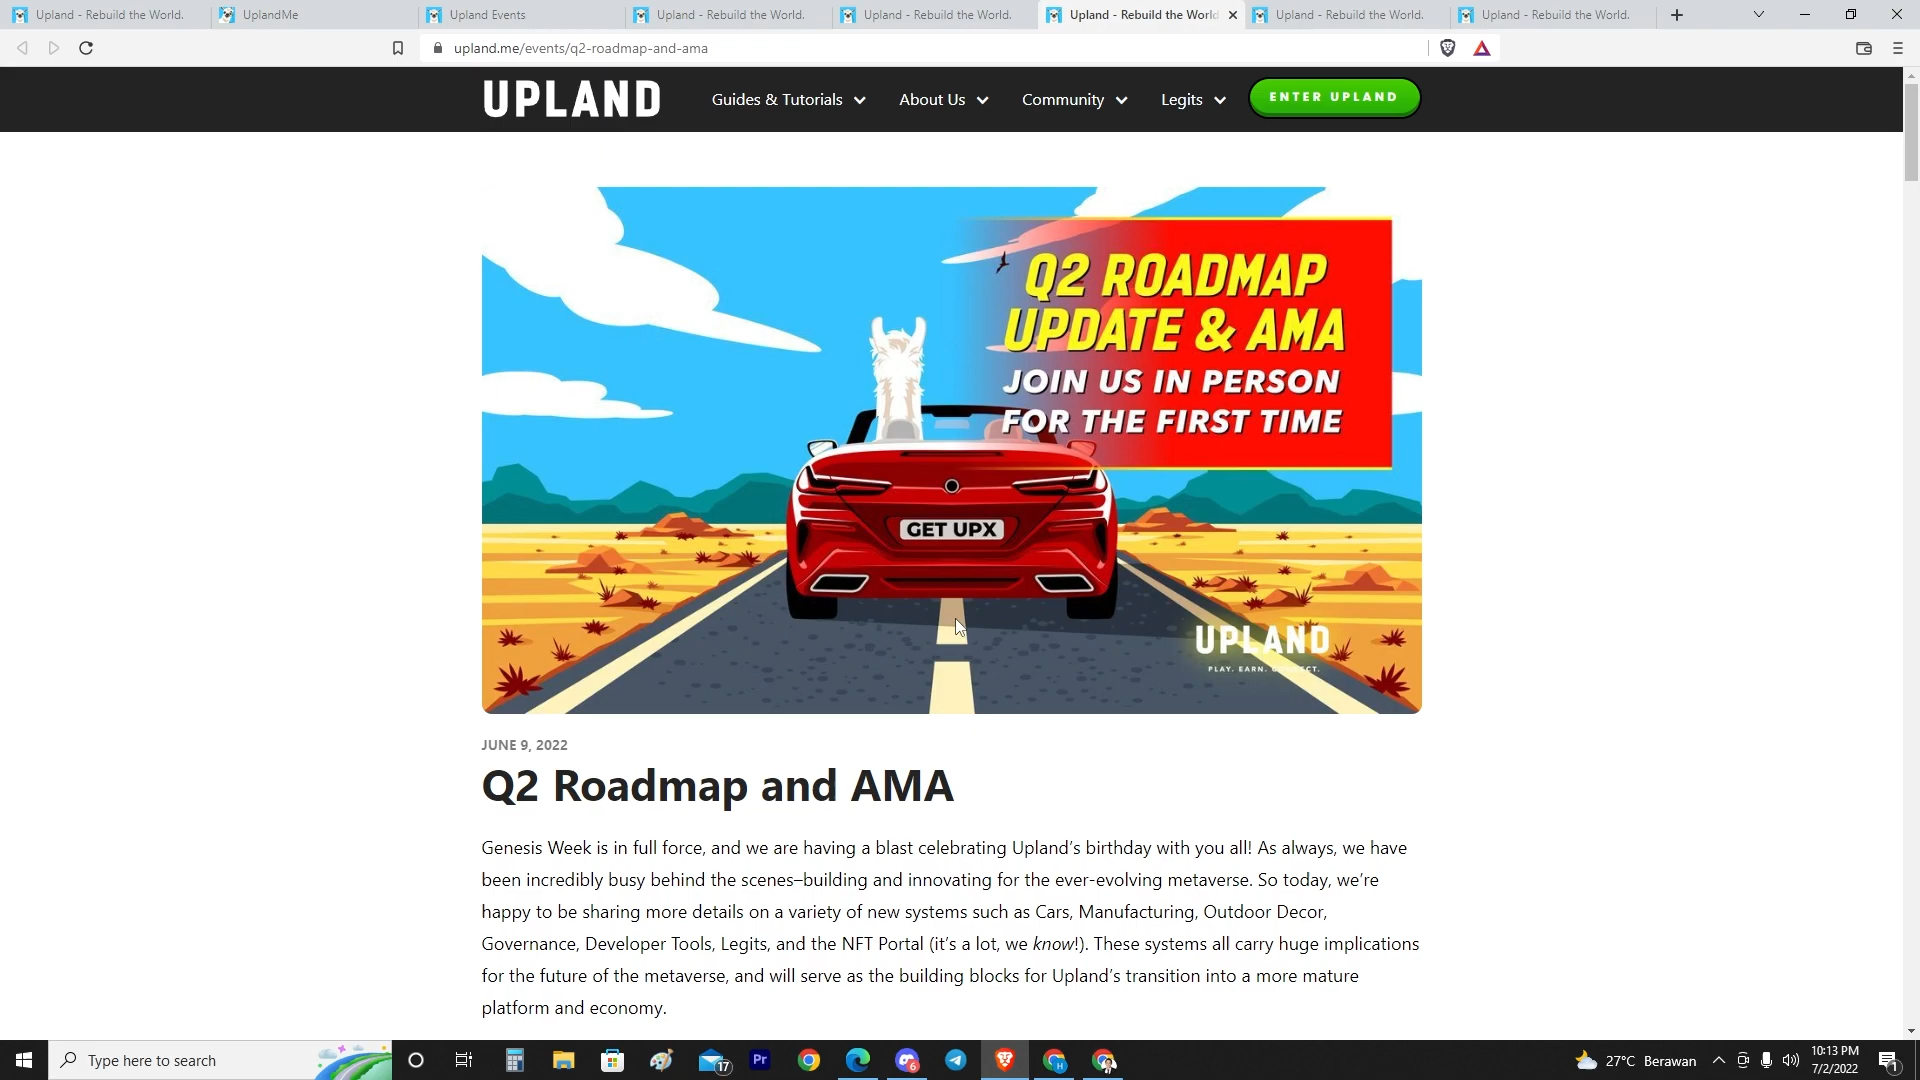 Upland - Rebuild the World.
UplandMe
Upland Events
Upland - Rebuild the World.
Upland - Rebuild the World.
Upland - Rebuild the World
Upland - Rebuild the World.
Upland - Rebuild the World.
upland.me/events/q2-roadmap-and-ama
UPLAND
Guides & Tutorials
About Us
Community
Legits
ENTER UPLAND
Q2 ROADMAP
UPDATE & AMA
JOIN US IN PERSON
FOR THE FIRST TIME
GET UPX
UPLAND
PLAY. EARN. CONNECT.
JUNE 9, 2022
Q2 Roadmap and AMA
Genesis Week is in full force, and we are having a blast celebrating Upland’s birthday with you all! As always, we have
been incredibly busy behind the scenes–building and innovating for the ever-evolving metaverse. So today, we’re
happy to be sharing more details on a variety of new systems such as Cars, Manufacturing, Outdoor Decor,
Governance, Developer Tools, Legits, and the NFT Portal (it’s a lot, we know!). These systems all carry huge implications
for the future of the metaverse, and will serve as the building blocks for Upland’s transition into a more mature
platform and economy.
Type here to search
17
Pr
6
H
27°C Berawan
10:13 PM
7/2/2022
1